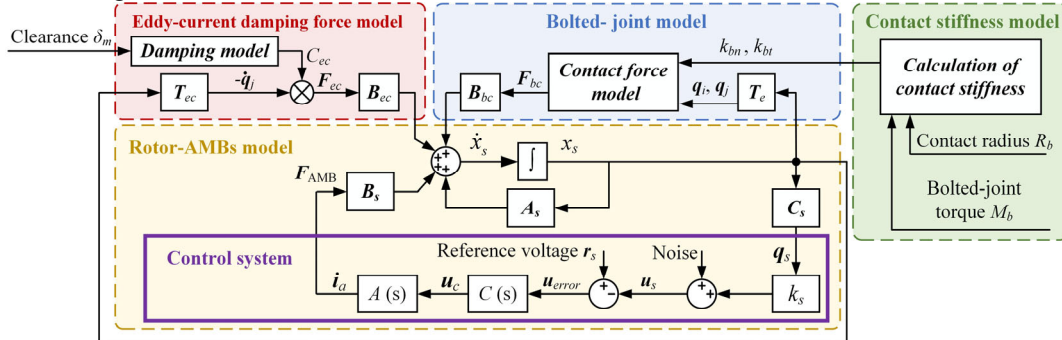 Eddy-current damping force model
Bolted- joint model
Contact stiffness model
Clearance δm
Damping model
Cec
-q̇j
Fec
Tec
Bec
Bbc
Fbc
Contact force
model
kbn, kbt
qi, qj
Te
Calculation of
contact stiffness
Contact radius Rb
Bolted-joint
torque Mb
Rotor-AMBs model
FAMB
Bs
+
+
+
+
ẋs
∫
xs
As
Cs
qs
Control system
Reference voltage rs
Noise
ia
A (s)
uc
C (s)
uerror
+
−
us
+
+
ks